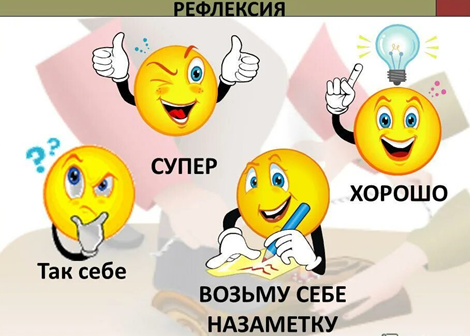 РЕФЛЕКСИЯ
СУПЕР
ХОРОШО
Так себе
ВОЗЬМУ СЕБЕ
НАЗАМЕТКУ